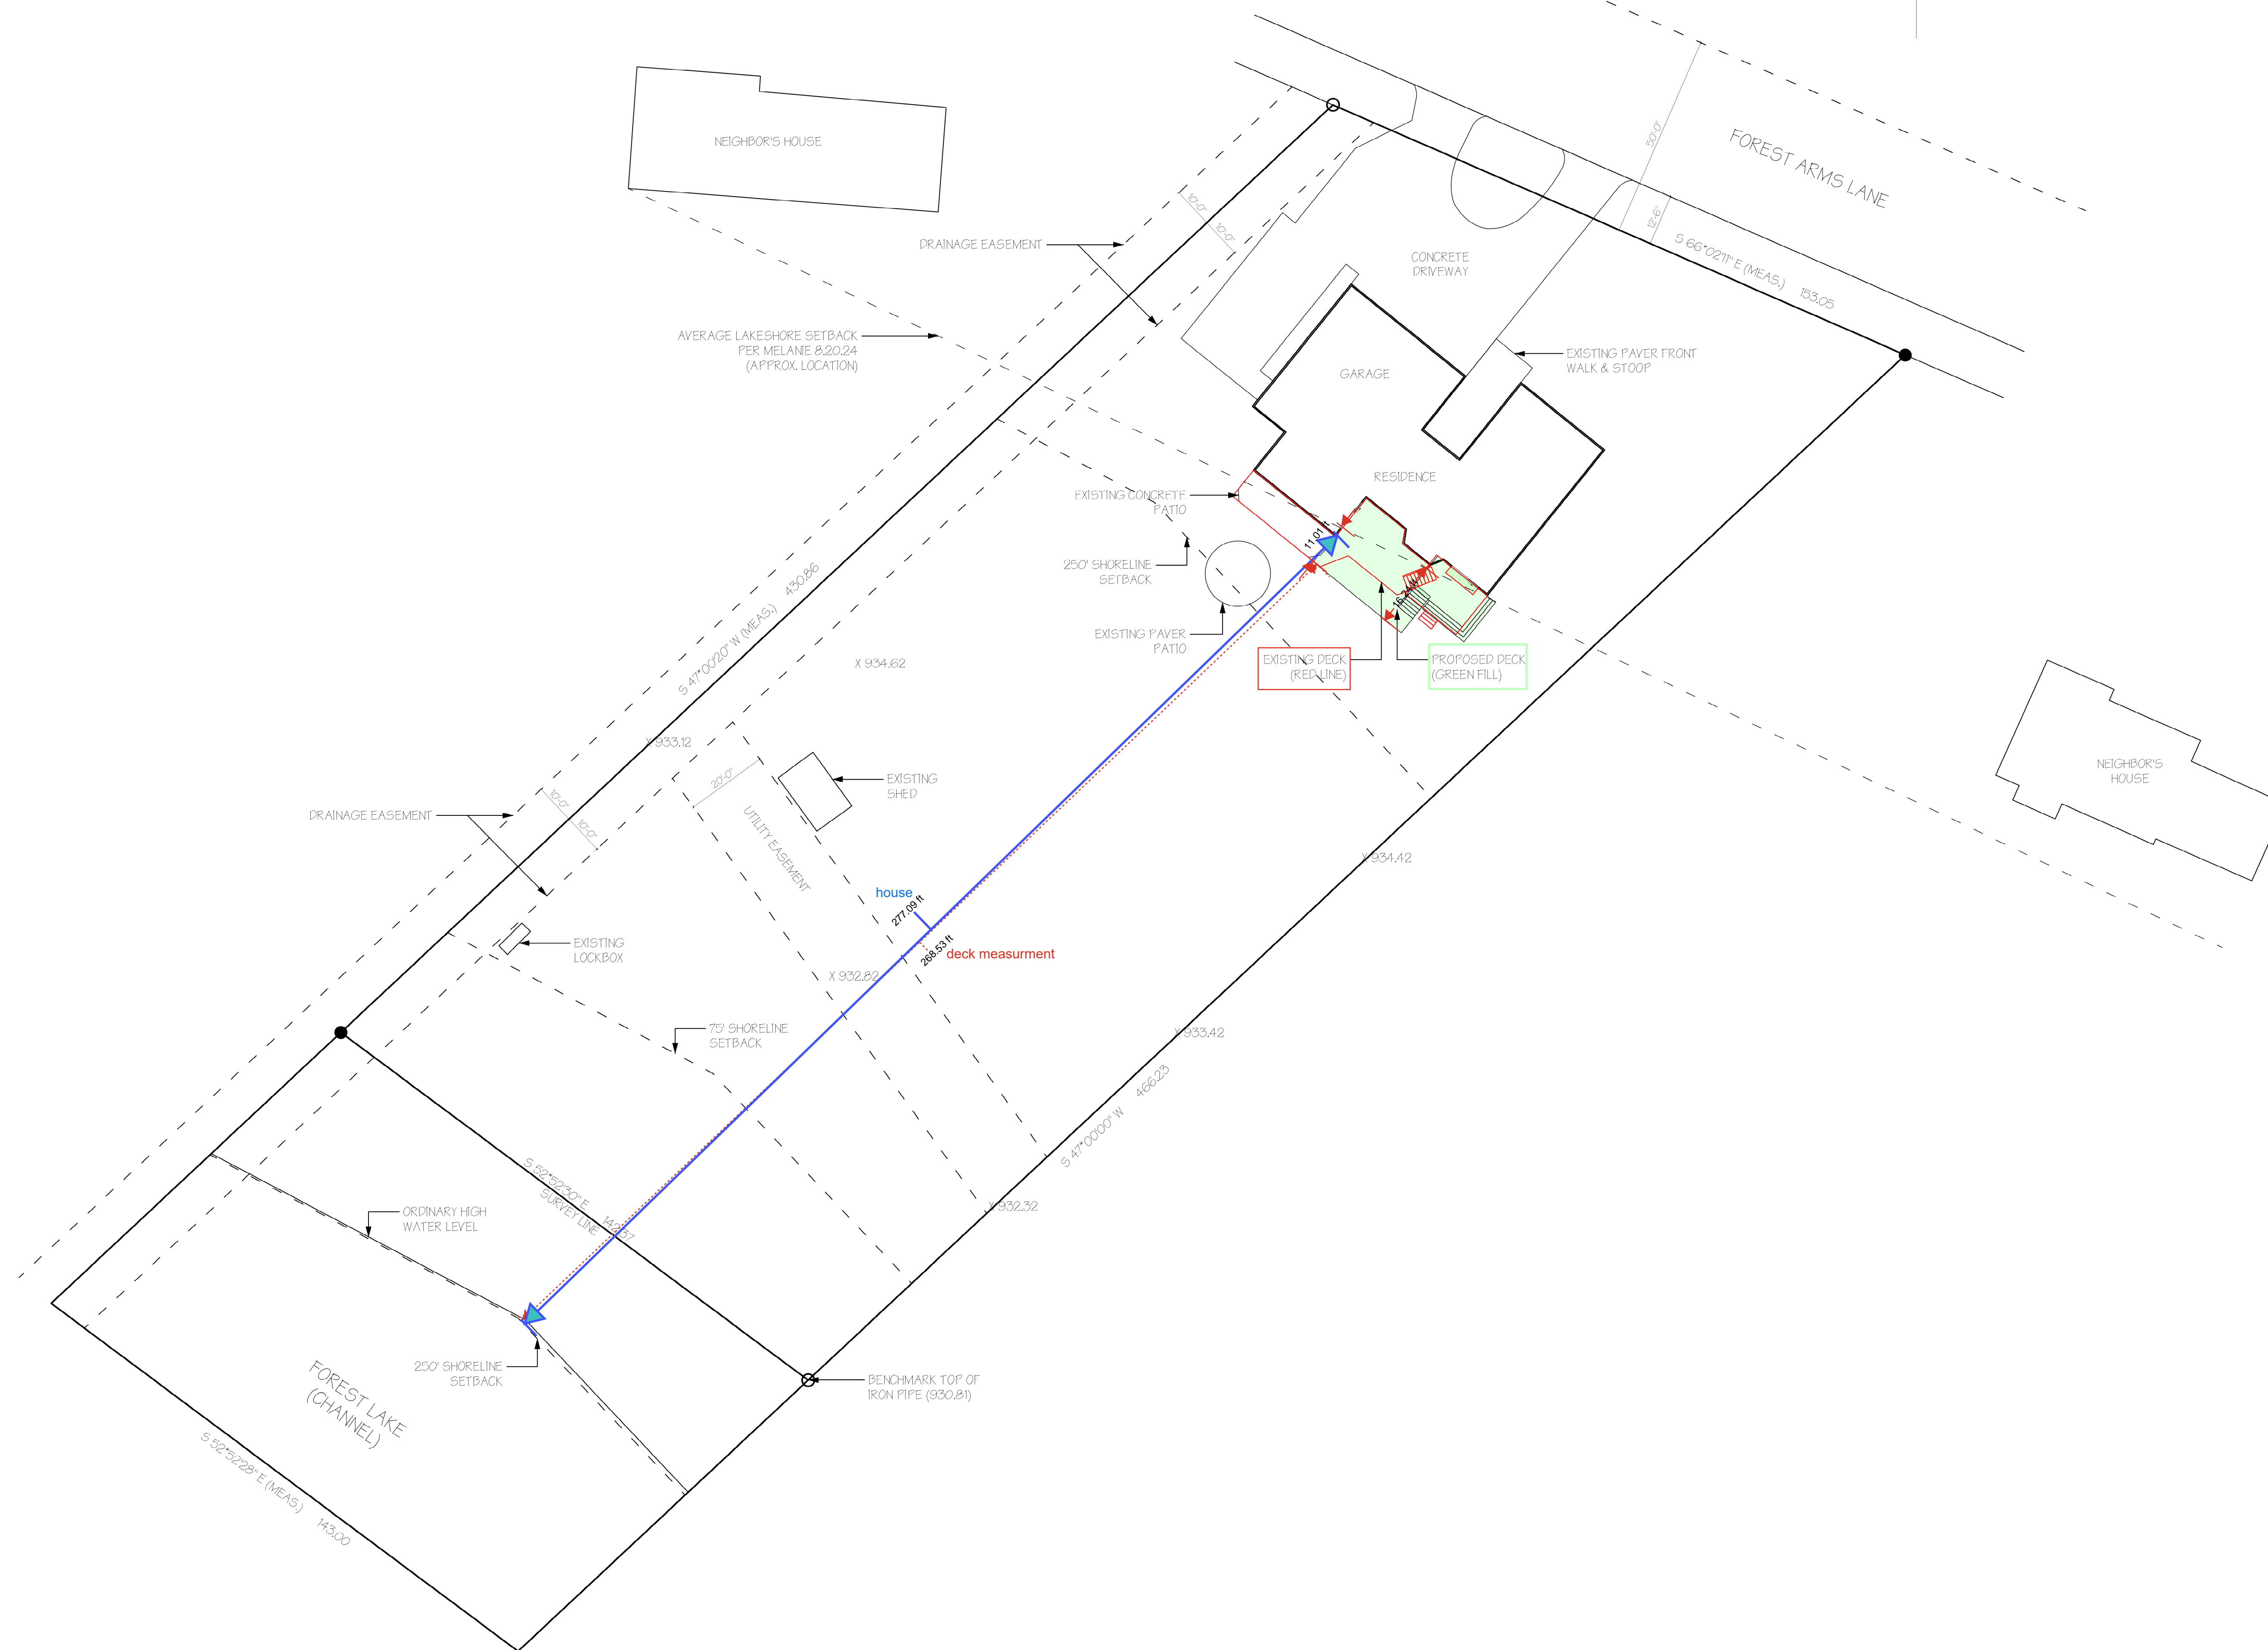 FOREST ARMS LANE
50'-0"
12'-6"
S 66°02'11" E (MEAS.) 153.05
NEIGHBOR'S HOUSE
DRAINAGE EASEMENT
10'-0"
10'-0"
CONCRETE
DRIVEWAY
AVERAGE LAKESHORE SETBACK
PER MELANIE 8.20.24
(APPROX. LOCATION)
GARAGE
EXISTING PAVER FRONT
WALK & STOOP
RESIDENCE
EXISTING CONCRETE
PATIO
11.01 ft
250' SHORELINE
SETBACK
EXISTING PAVER
PATIO
EXISTING DECK
(RED LINE)
PROPOSED DECK
(GREEN FILL)
S 47°00'20" W (MEAS.) 430.86
X 934.62
X 933.12
20'-0"
EXISTING
SHED
UTILITY EASEMENT
NEIGHBOR'S
HOUSE
DRAINAGE EASEMENT
10'-0"
10'-0"
X 934.42
house
277.09 ft
268.53 ft
deck measurment
EXISTING
LOCKBOX
X 932.82
75' SHORELINE
SETBACK
X 933.42
S 47°00'00" W 466.23
S 52°52'30" E 142.37
SURVEY LINE
X 932.32
ORDINARY HIGH
WATER LEVEL
250' SHORELINE
SETBACK
BENCHMARK TOP OF
IRON PIPE (930.81)
FOREST LAKE
(CHANNEL)
S 52°52'28" E (MEAS.) 143.00